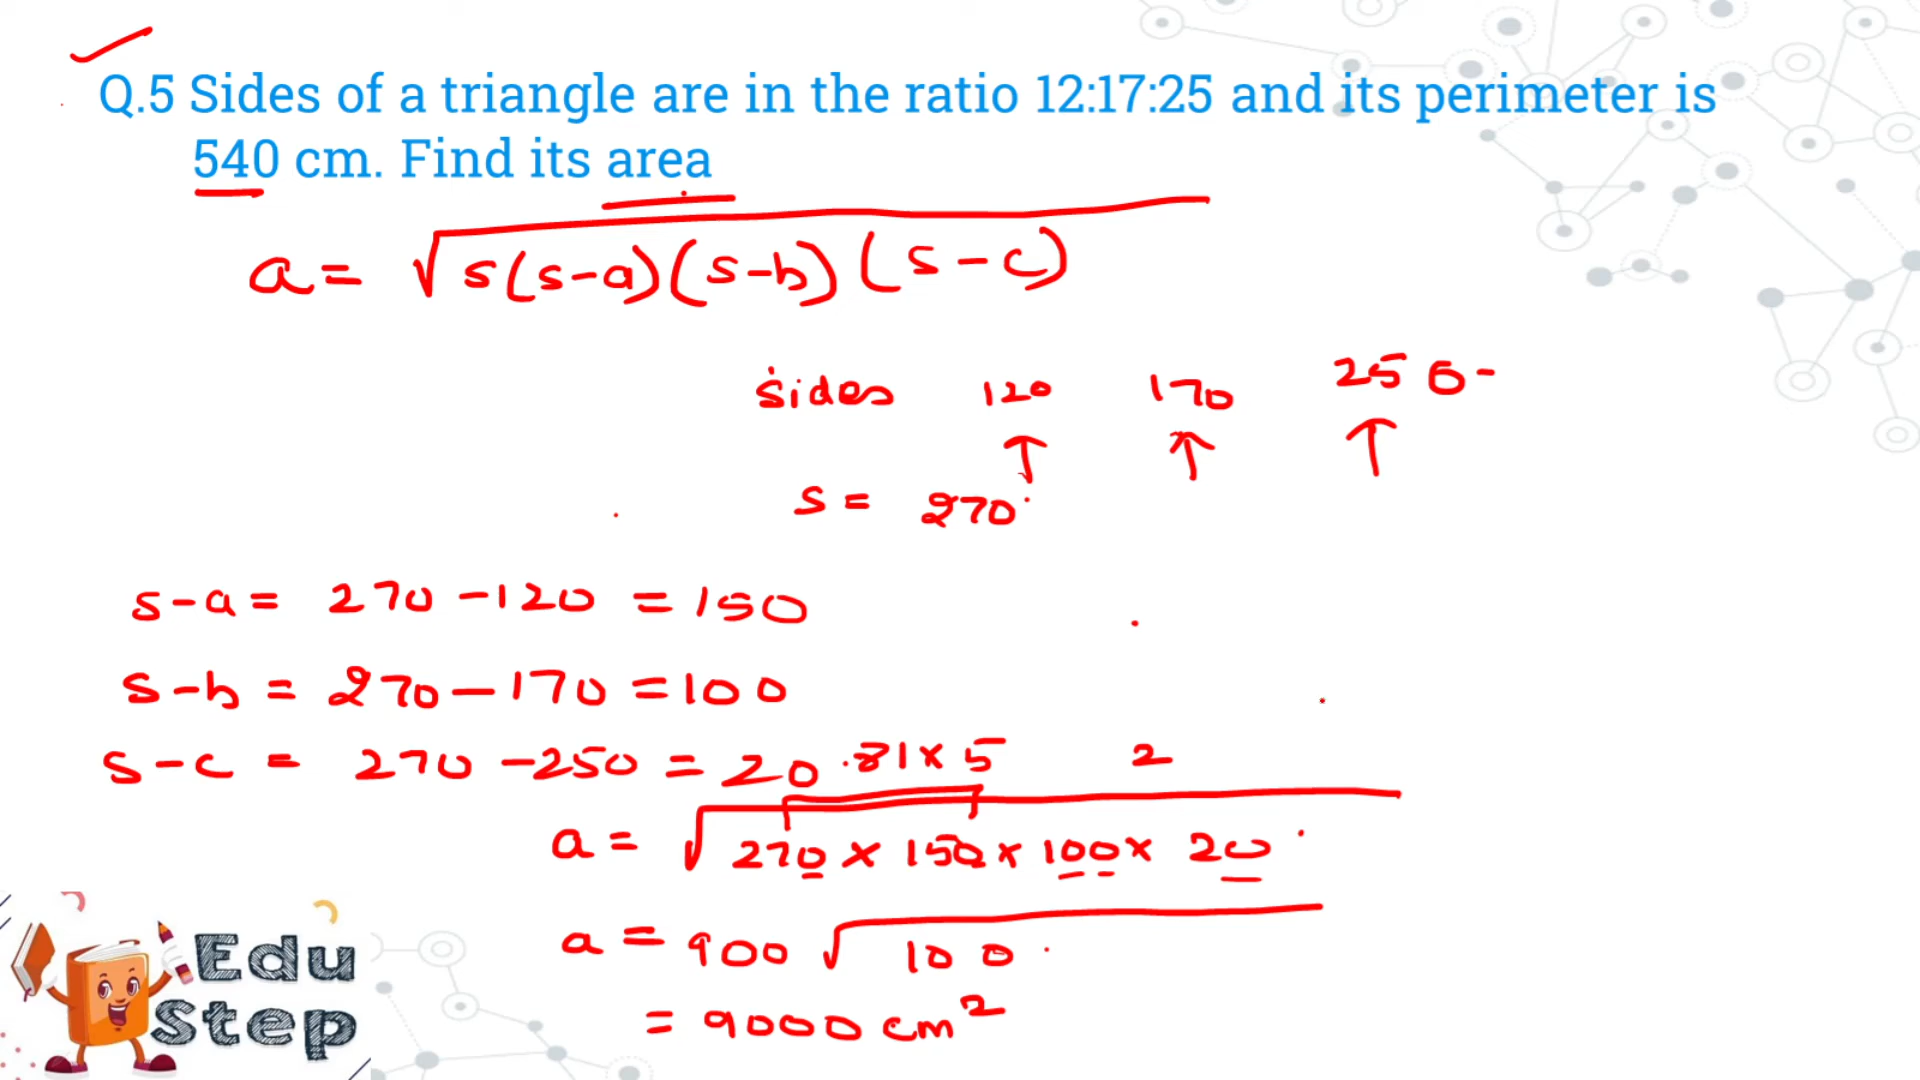 Q.5 Sides of a triangle are in the ratio 12:17:25 and its perimeter is
540 cm. Find its area
a = √s(s-a)(s-b)(s-c)
sides 120 170 25 0 -
s = 270
s-a = 270 -120 = 150
s-b = 270 - 170 = 100
s-c = 270 -250 = 20
81 x 5 2
a = √270 x 150 x 100 x 20
a = 900 √100
= 9000 cm²
Edu
Step